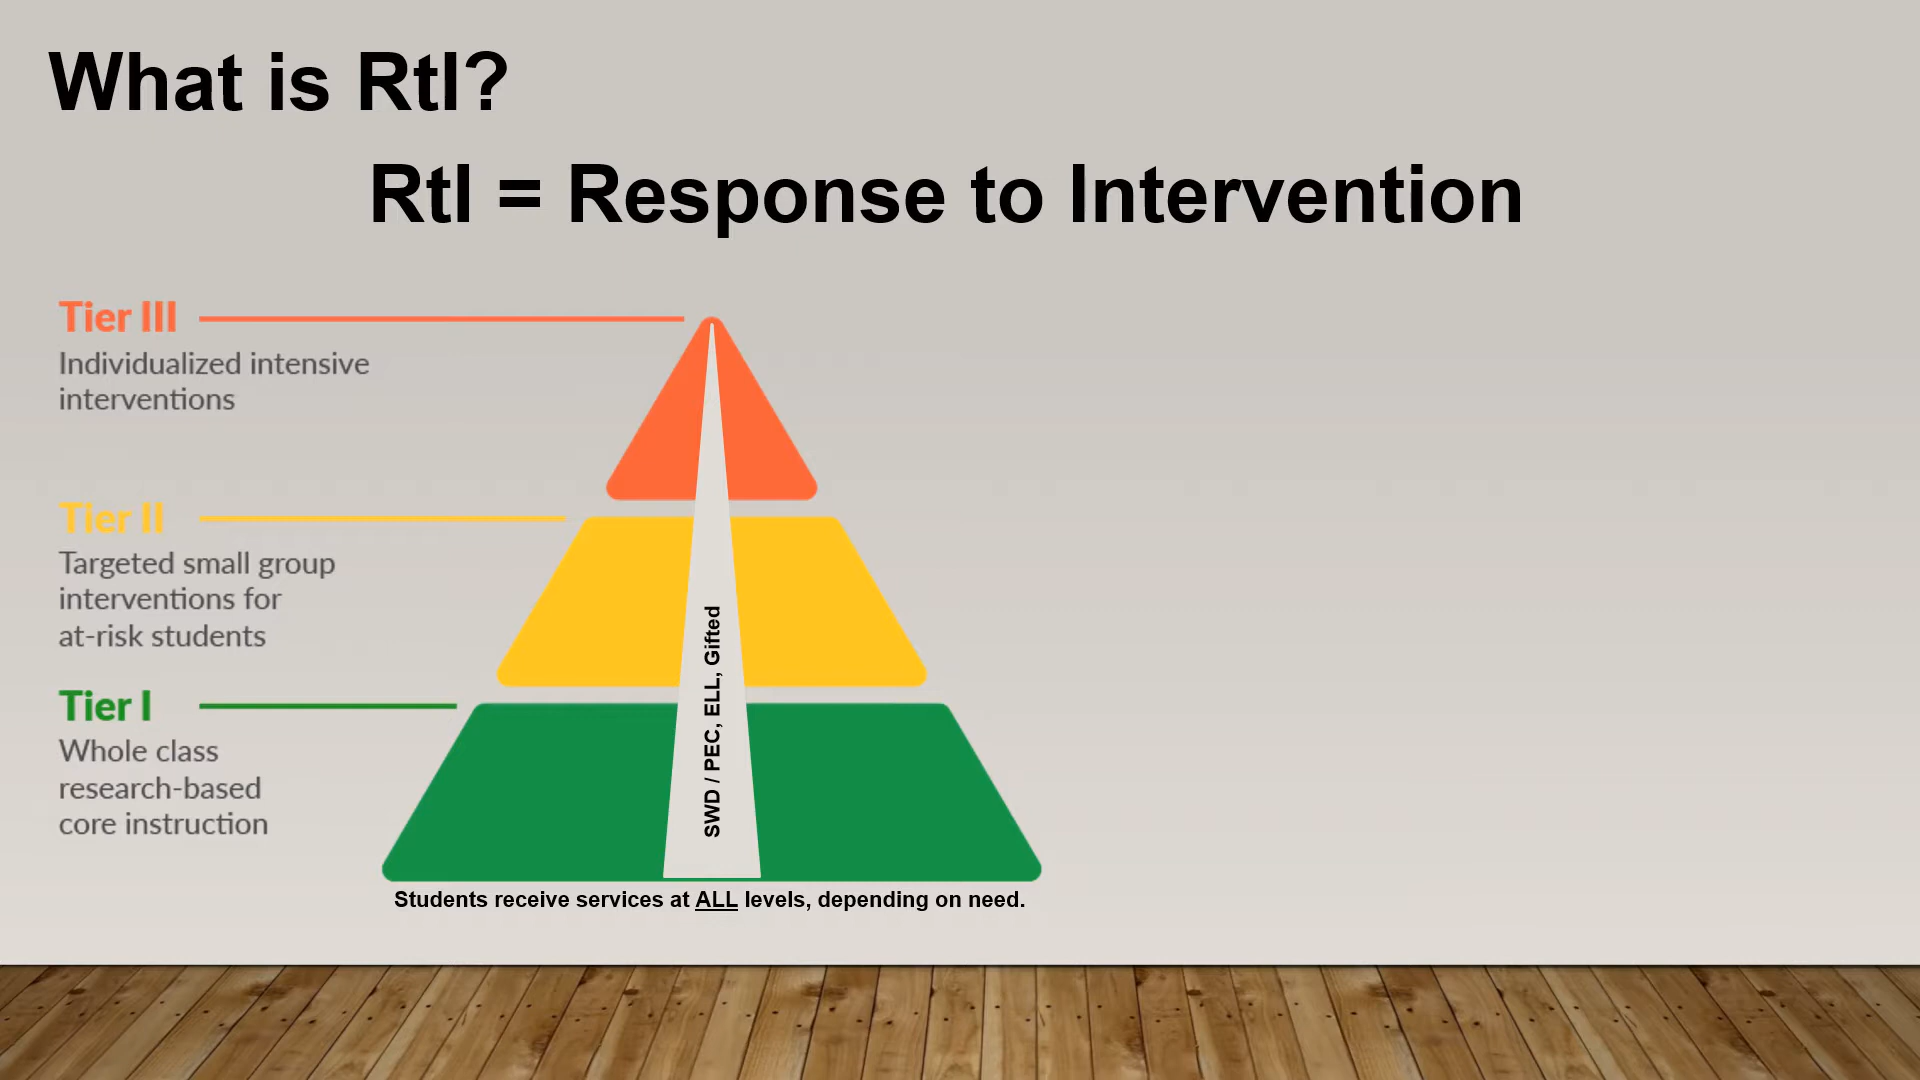 What is RtI?
RtI = Response to Intervention
Tier III
Individualized intensive
interventions
Tier II
Targeted small group
interventions for
at-risk students
Tier I
Whole class
research-based
core instruction
SWD / PEC, ELL, Gifted
Students receive services at ALL levels, depending on need.